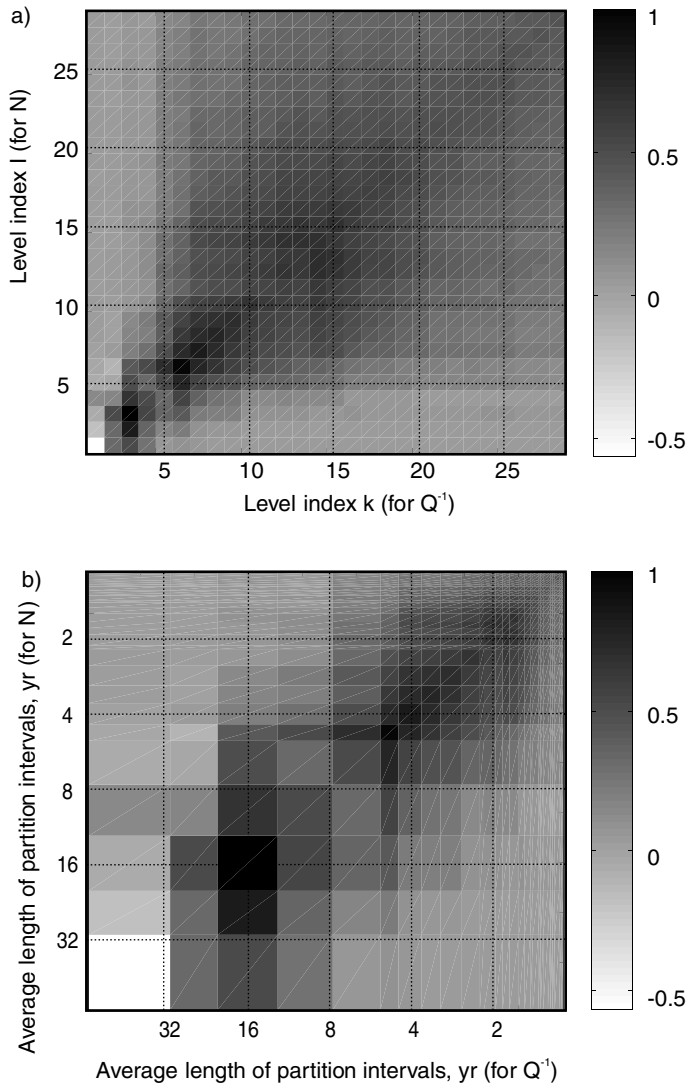 a)
Level index l (for N)
25
20
15
10
5
5 10 15 20 25
Level index k (for Q⁻¹)
1
0.5
0
-0.5
b)
Average length of partition intervals, yr (for N)
2
4
8
16
32
32 16 8 4 2
Average length of partition intervals, yr (for Q⁻¹)
1
0.5
0
-0.5